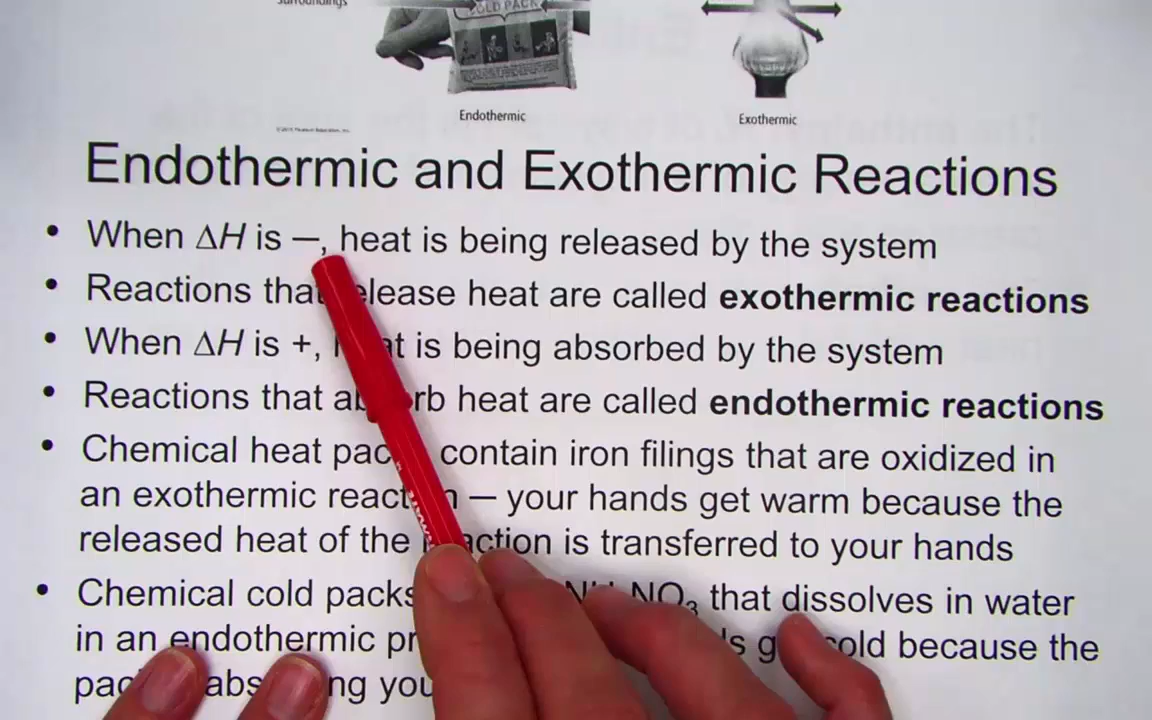 Surroundings
COLD PACK
Endothermic
Exothermic
Endothermic and Exothermic Reactions
• When ΔH is —, heat is being released by the system
• Reactions that release heat are called exothermic reactions
• When ΔH is +, heat is being absorbed by the system
• Reactions that absorb heat are called endothermic reactions
• Chemical heat packs contain iron filings that are oxidized in
an exothermic reaction — your hands get warm because the
released heat of the reaction is transferred to your hands
• Chemical cold packs NO3 that dissolves in water
in an endothermic cold because the